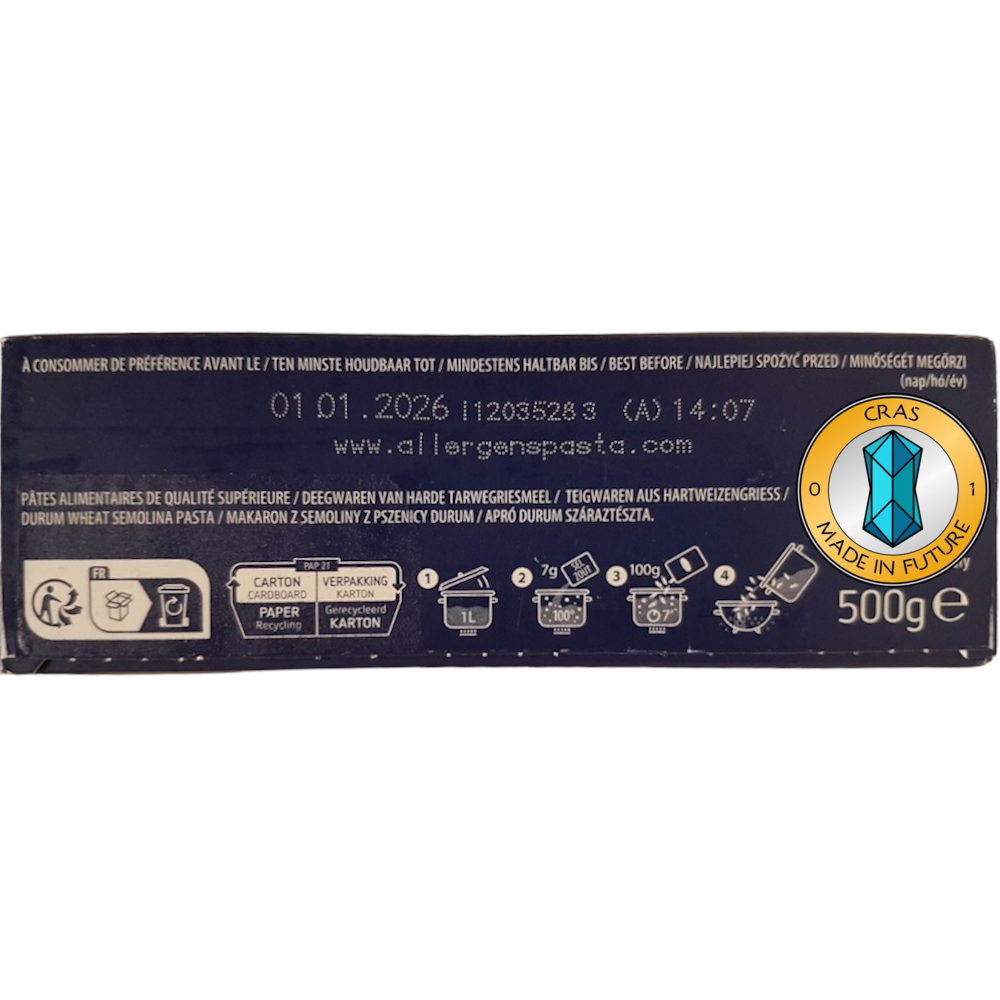 À CONSOMMER DE PRÉFÉRENCE AVANT LE / TEN MINSTE HOUDBAAR TOT / MINDESTENS HALTBAR BIS / BEST BEFORE / NAJLEPIEJ SPOŻYĆ PRZED / MINŐSÉGÉT MEGŐRZI
(nap/hó/év)
01 01.2026 I12035283 (A) 14:07
www.allergenspasta.com
CRAS
0 1
MADE IN FUTURE
PÂTES ALIMENTAIRES DE QUALITÉ SUPÉRIEURE / DEEGWAREN VAN HARDE TARWEGRIESMEEL / TEIGWAREN AUS HARTWEIZENGRIESS /
DURUM WHEAT SEMOLINA PASTA / MAKARON Z SEMOLINY Z PSZENICY DURUM / APRÓ DURUM SZÁRAZTÉSZTA.
FR
PAP 21
CARTON
CARDBOARD
VERPAKKING
KARTON
PAPER
Recycling
Gerecycleerd
KARTON
1
1L
2
7g
SEL
ZOUT
100°
3
100g
7'
4
500g e